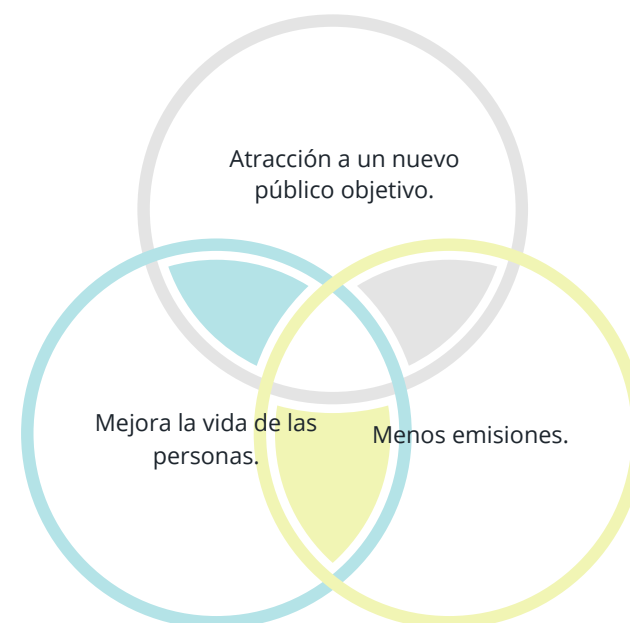 Atracción a un nuevo
público objetivo.
Mejora la vida de las
personas.
Menos emisiones.